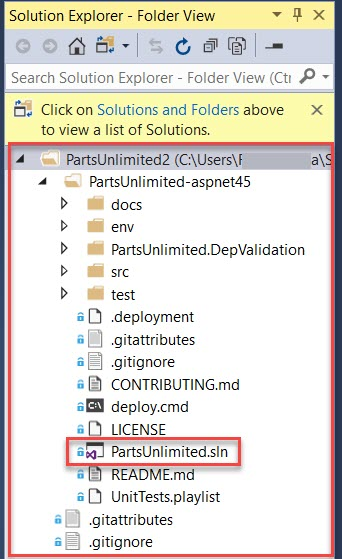 Solution Explorer - Folder View
Search Solution Explorer - Folder View (Ctr
Click on Solutions and Folders above
to view a list of Solutions.
PartsUnlimited2 (C:\Users\F a\S
PartsUnlimited-aspnet45
docs
env
PartsUnlimited.DepValidation
src
test
.deployment
.gitattributes
.gitignore
CONTRIBUTING.md
C:\ deploy.cmd
LICENSE
PartsUnlimited.sln
README.md
UnitTests.playlist
.gitattributes
.gitignore